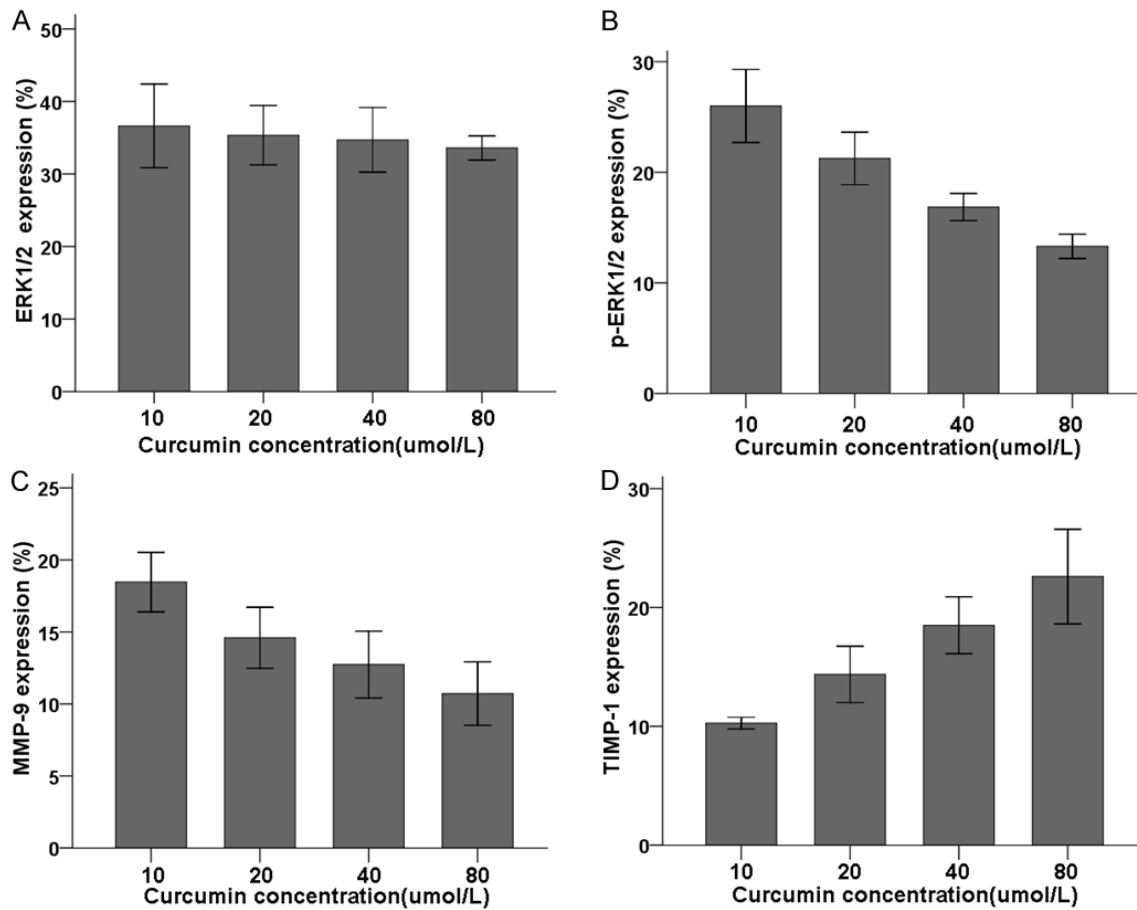 A
ERK1/2 expression (%)
50
40
30
20
10
0
10 20 40 80
Curcumin concentration(umol/L)
B
p-ERK1/2 expression (%)
30
20
10
0
10 20 40 80
Curcumin concentration(umol/L)
C
MMP-9 expression (%)
25
20
15
10
5
0
10 20 40 80
Curcumin concentration(umol/L)
D
TIMP-1 expression (%)
30
20
10
0
10 20 40 80
Curcumin concentration(umol/L)